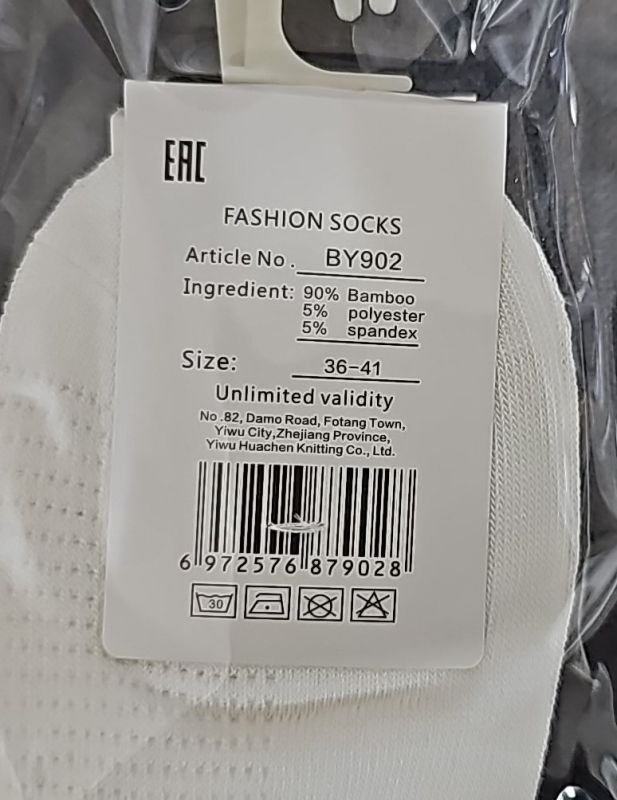 EAC
FASHION SOCKS
Article No. BY902
Ingredient: 90% Bamboo
5% polyester
5% spandex
Size: 36-41
Unlimited validity
No.82, Damo Road, Fotang Town,
Yiwu City,Zhejiang Province,
Yiwu Huachen Knitting Co., Ltd.
6 972576 879028
30